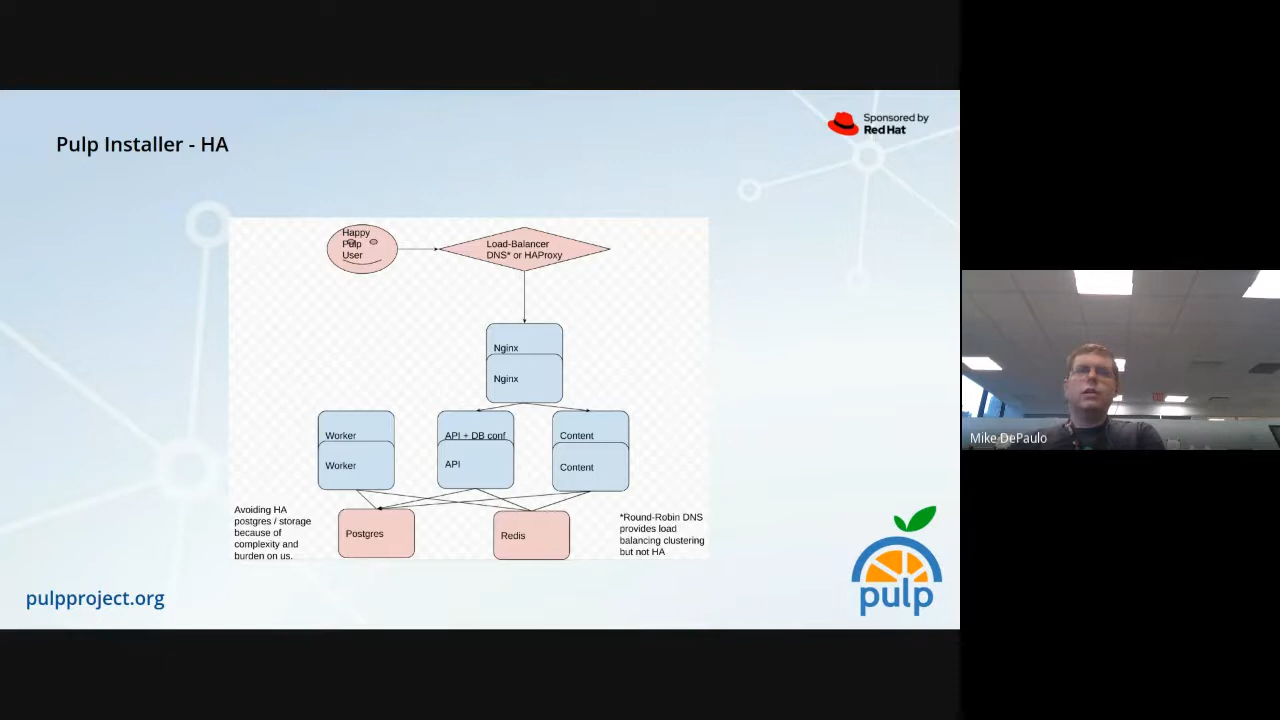 Pulp Installer - HA
Sponsored by
Red Hat
Happy
Pulp
User
Load-Balancer
DNS* or HAProxy
Nginx
Nginx
Worker
Worker
API + DB conf
API
Content
Content
Avoiding HA
postgres / storage
because of
complexity and
burden on us.
Postgres
Redis
*Round-Robin DNS
provides load
balancing clustering
but not HA
pulpproject.org
pulp
Mike DePaulo